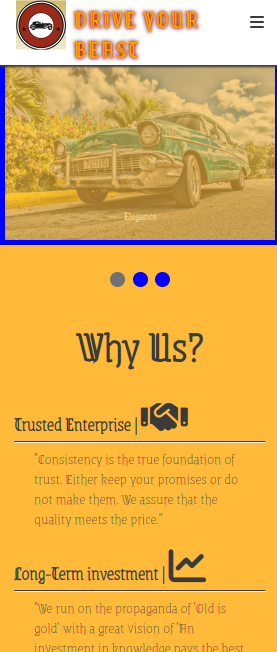 DRIVE YOUR
BEAST
Elegance
Why Us?
Trusted Enterprise |
"Consistency is the true foundation of
trust. Either keep your promises or do
not make them. We assure that the
quality meets the price."
Long-Term investment |
"We run on the propaganda of 'Old is
gold' with a great vision of 'An
investment in knowledge pays the best